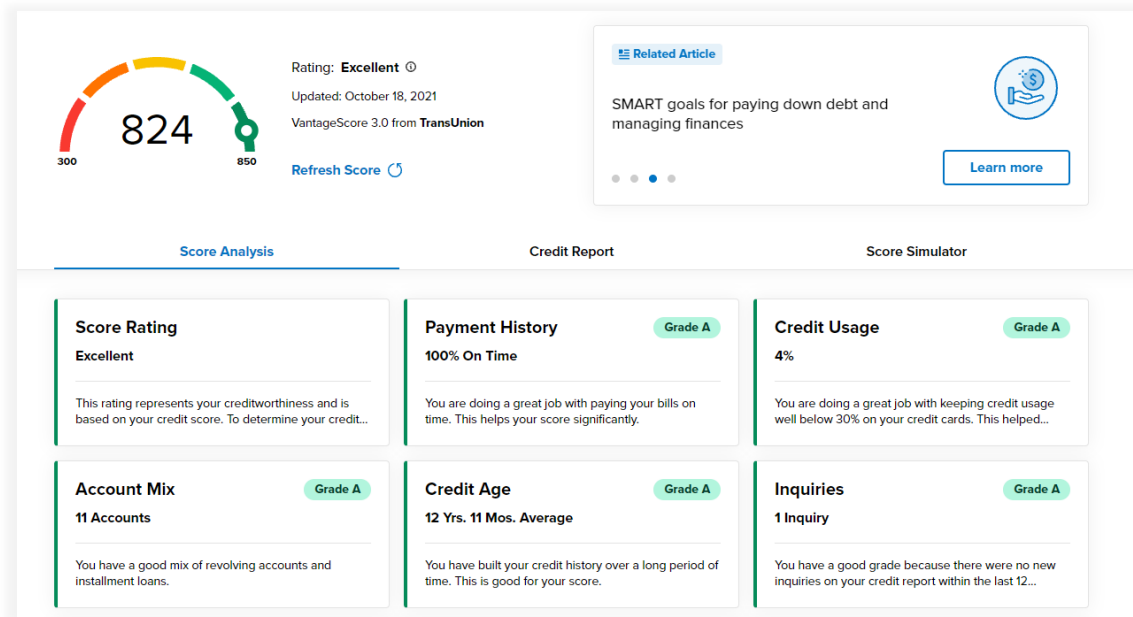 824
300
850
Rating: Excellent
Updated: October 18, 2021
VantageScore 3.0 from TransUnion
Refresh Score
Related Article
SMART goals for paying down debt and
managing finances
Learn more
Score Analysis
Credit Report
Score Simulator
Score Rating
Excellent
This rating represents your creditworthiness and is
based on your credit score. To determine your credit...
Payment History
Grade A
100% On Time
You are doing a great job with paying your bills on
time. This helps your score significantly.
Credit Usage
Grade A
4%
You are doing a great job with keeping credit usage
well below 30% on your credit cards. This helped...
Account Mix
Grade A
11 Accounts
You have a good mix of revolving accounts and
installment loans.
Credit Age
Grade A
12 Yrs. 11 Mos. Average
You have built your credit history over a long period of
time. This is good for your score.
Inquiries
Grade A
1 Inquiry
You have a good grade because there were no new
inquiries on your credit report within the last 12...